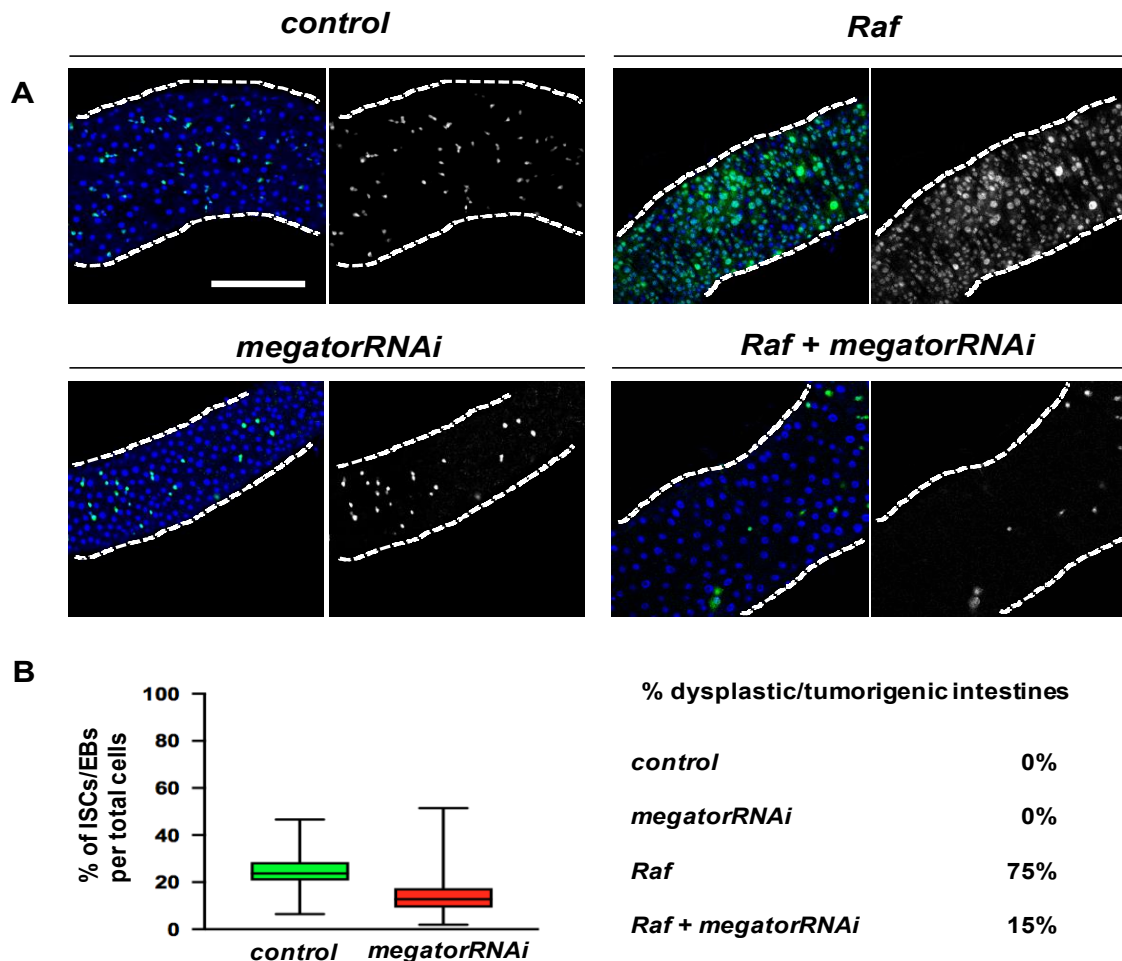 control
Raf
A
megatorRNAi
Raf + megatorRNAi
B
% of ISCs/EBs
per total cells
100
80
60
40
20
0
control
megatorRNAi
% dysplastic/tumorigenic intestines
control 0%
megatorRNAi 0%
Raf 75%
Raf + megatorRNAi 15%